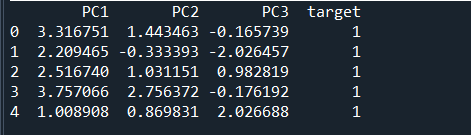 PC1 PC2 PC3 target
0 3.316751 1.443463 -0.165739 1
1 2.209465 -0.333393 -2.026457 1
2 2.516740 1.031151 0.982819 1
3 3.757066 2.756372 -0.176192 1
4 1.008908 0.869831 2.026688 1